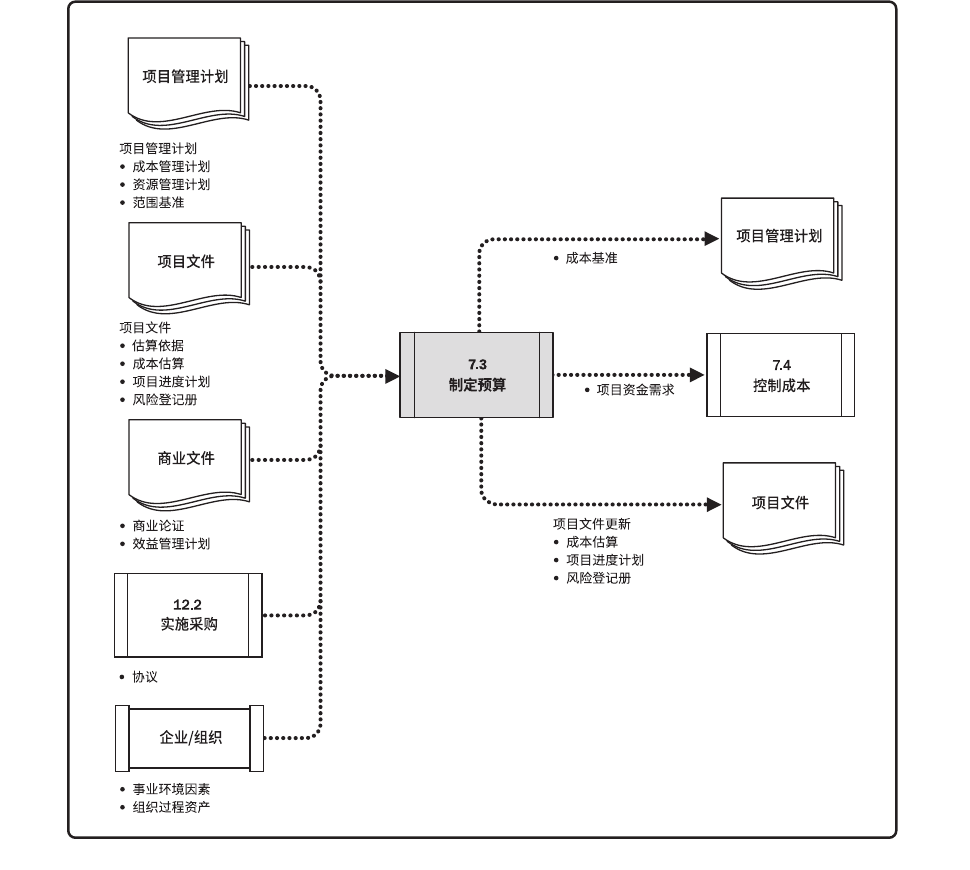 项目管理计划
项目管理计划
• 成本管理计划
• 资源管理计划
• 范围基准
项目文件
项目文件
• 估算依据
• 成本估算
• 项目进度计划
• 风险登记册
商业文件
• 商业论证
• 效益管理计划
12.2
实施采购
• 协议
企业/组织
• 事业环境因素
• 组织过程资产
7.3
制定预算
项目管理计划
• 成本基准
7.4
控制成本
• 项目资金需求
项目文件
项目文件更新
• 成本估算
• 项目进度计划
• 风险登记册